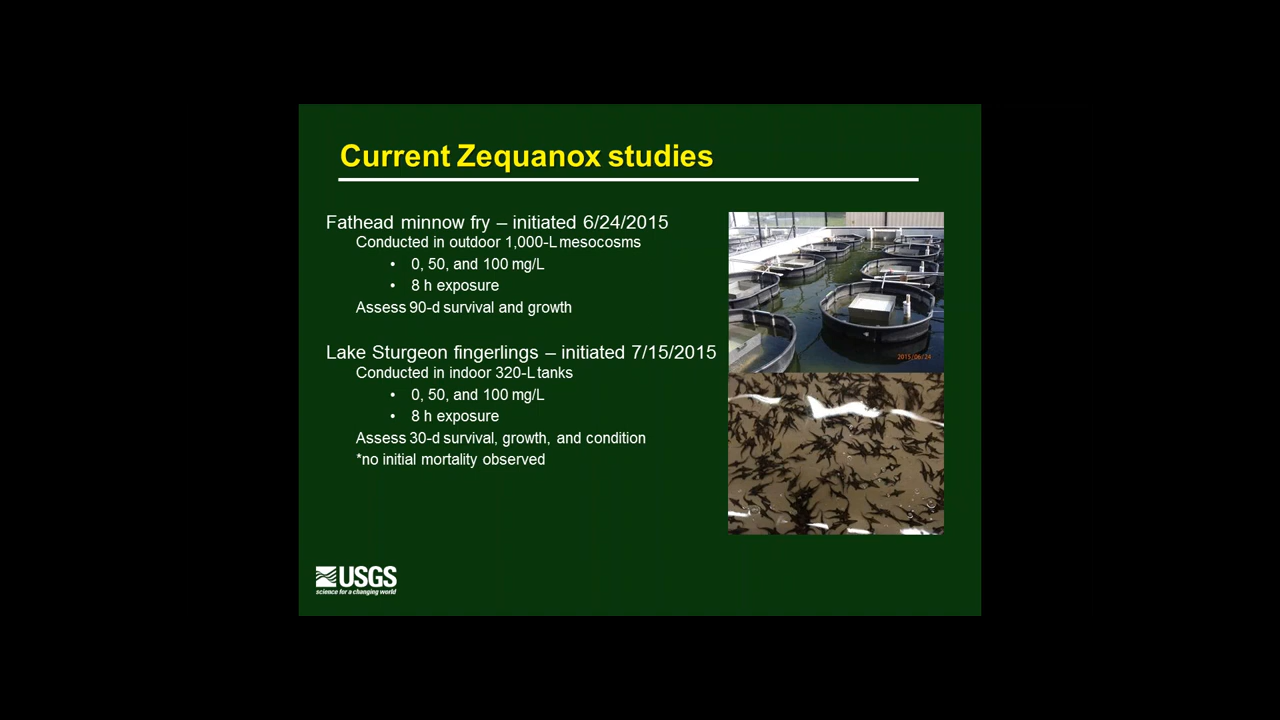 Current Zequanox studies
Fathead minnow fry – initiated 6/24/2015
Conducted in outdoor 1,000-L mesocosms
• 0, 50, and 100 mg/L
• 8 h exposure
Assess 90-d survival and growth
Lake Sturgeon fingerlings – initiated 7/15/2015
Conducted in indoor 320-L tanks
• 0, 50, and 100 mg/L
• 8 h exposure
Assess 30-d survival, growth, and condition
*no initial mortality observed
2015/06/24
USGS
science for a changing world